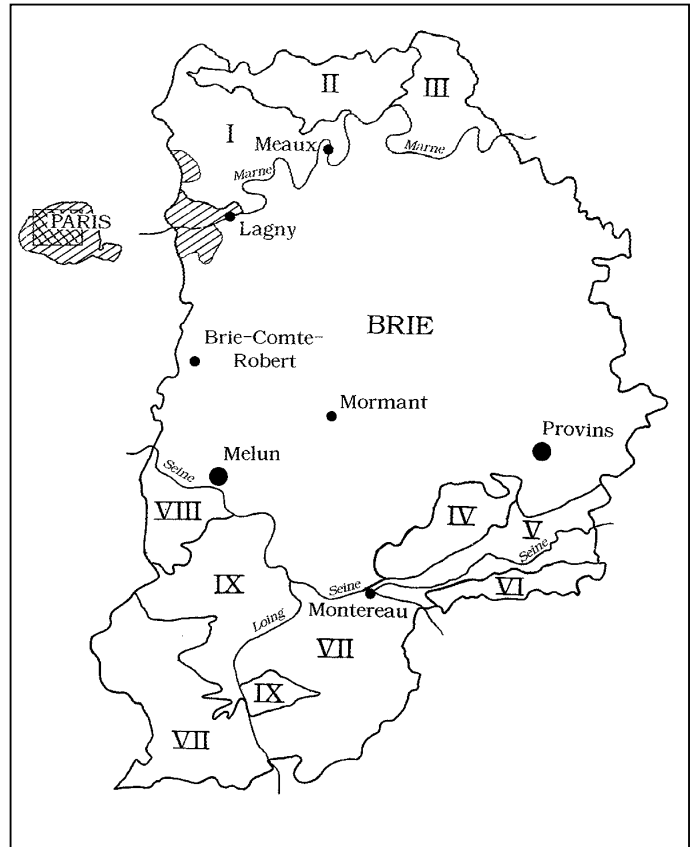 II
III
I
Meaux
Marne
Marne
PARIS
Lagny
BRIE
Brie-Comte-
Robert
Mormant
Provins
Melun
Seine
VIII
IV
V
Seine
IX
Seine
VI
Montereau
Loing
VII
IX
VII